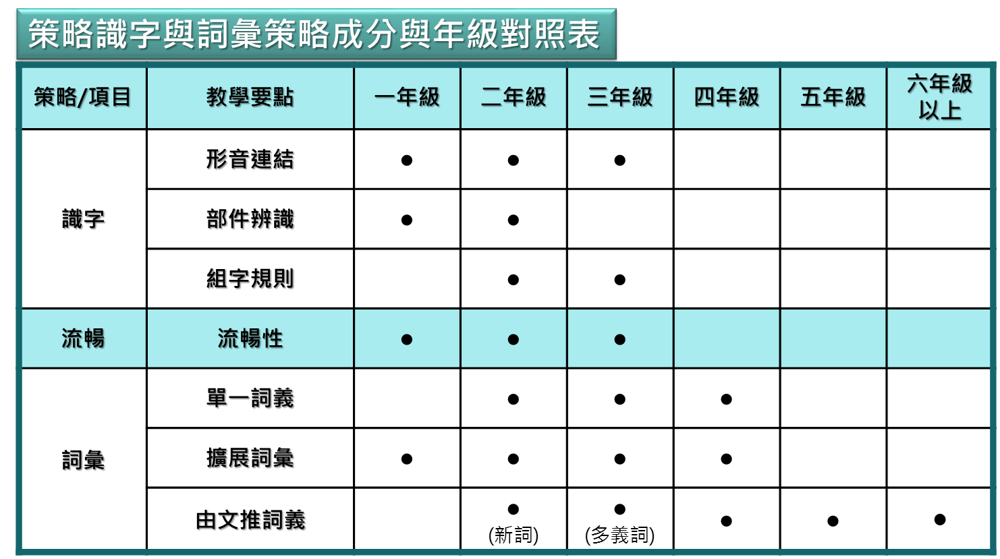 策略識字與詞彙策略成分與年級對照表
策略/項目 教學要點 一年級 二年級 三年級 四年級 五年級 六年級
以上
識字
形音連結 ● ● ●
部件辨識 ● ●
組字規則 ● ●
流暢 流暢性 ● ● ●
詞彙
單一詞義 ● ● ●
擴展詞彙 ● ● ● ●
由文推詞義 ● ● ● ● ●
(新詞) (多義詞)